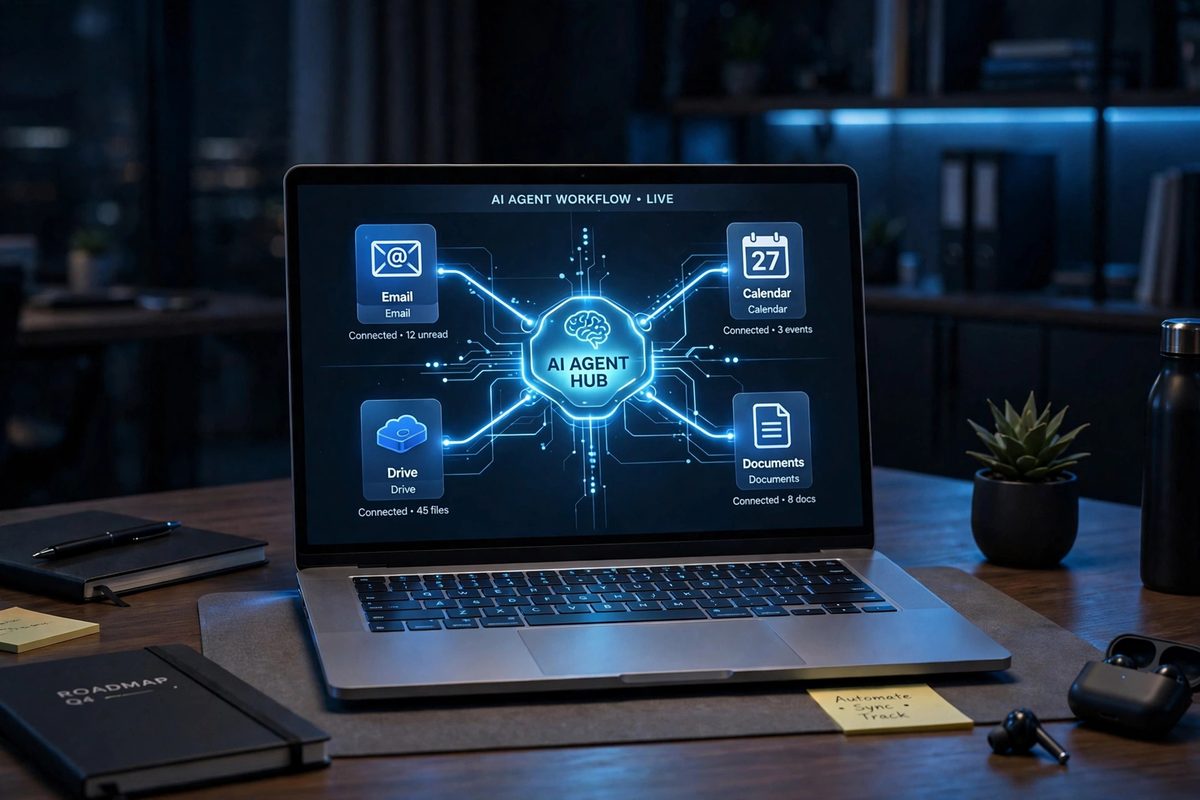 AI AGENT WORKFLOW • LIVE
@
Email
Email
Connected • 12 unread
27
Calendar
Calendar
Connected • 3 events
AI AGENT
HUB
Drive
Drive
Connected • 45 files
Documents
Documents
Connected • 8 docs
ROADMAP
Q4
Automate
• Sync •
Track